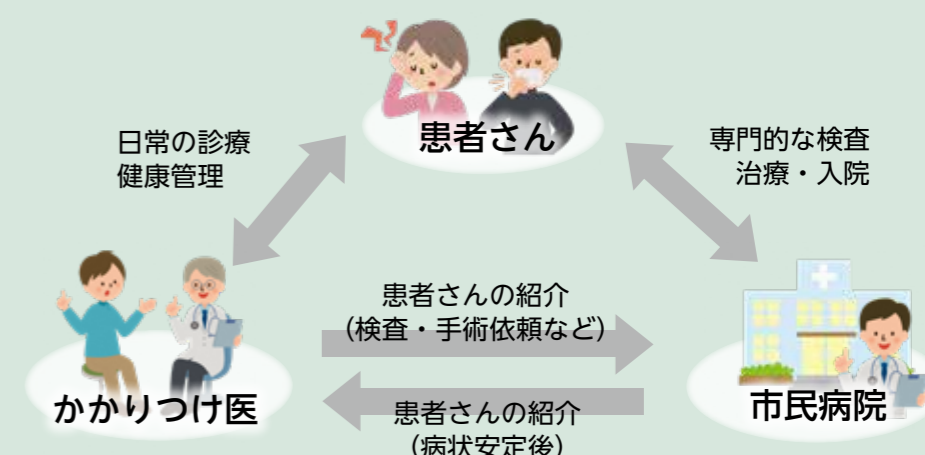 患者さん
日常の診療
健康管理
専門的な検査
治療・入院
患者さんの紹介
（検査・手術依頼など）
かかりつけ医
市民病院
患者さんの紹介
（病状安定後）